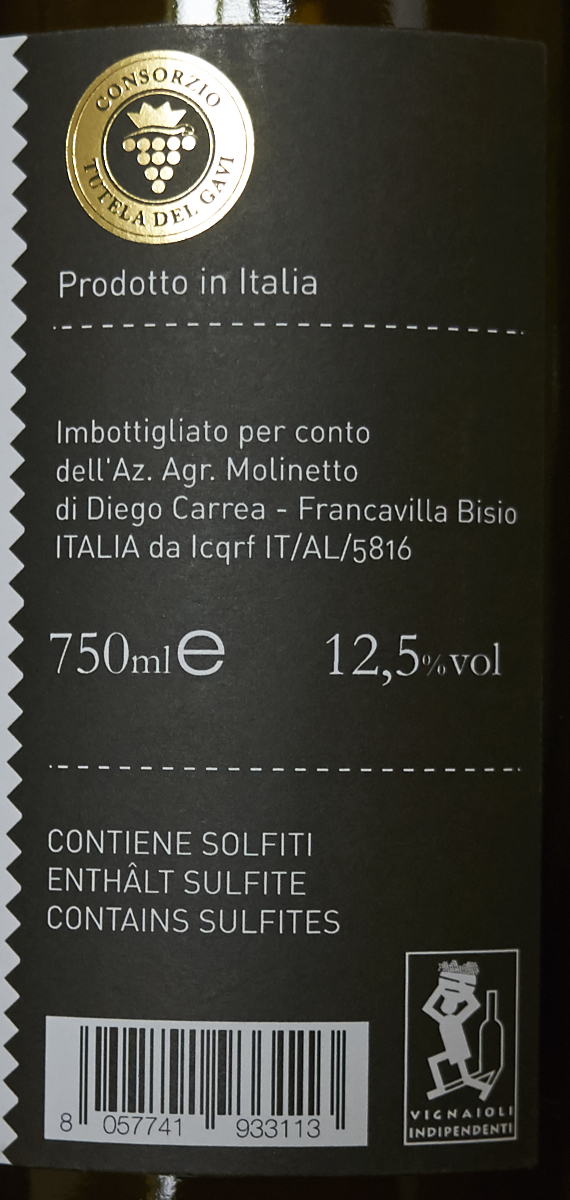 CONSORZIO
TUTELA DEL GAVI
Prodotto in Italia
Imbottigliato per conto
dell'Az. Agr. Molinetto
di Diego Carrea - Francavilla Bisio
ITALIA da Icqrf IT/AL/5816
750ml e 12,5%vol
CONTIENE SOLFITI
ENTHÂLT SULFITE
CONTAINS SULFITES
VIGNAIOLI
INDIPENDENTI
8 057741 933113